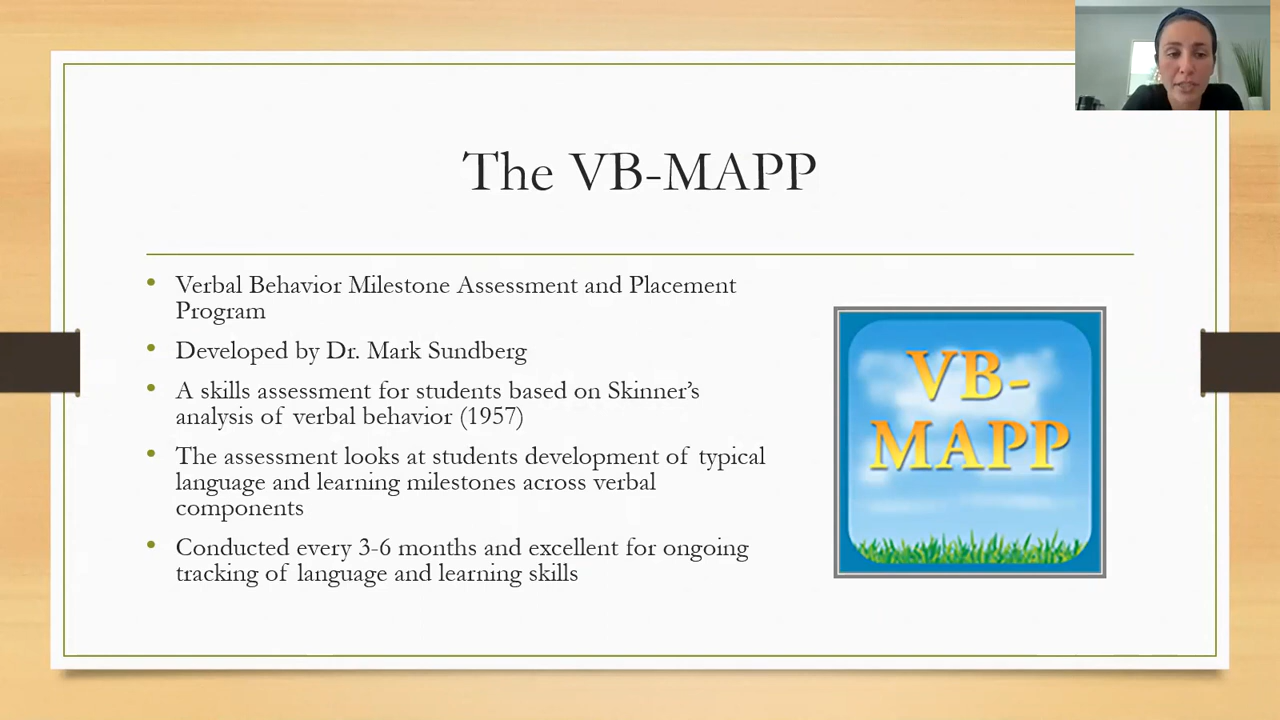 The VB-MAPP
• Verbal Behavior Milestone Assessment and Placement
Program
• Developed by Dr. Mark Sundberg
• A skills assessment for students based on Skinner’s
analysis of verbal behavior (1957)
• The assessment looks at students development of typical
language and learning milestones across verbal
components
• Conducted every 3-6 months and excellent for ongoing
tracking of language and learning skills
VB-
MAPP